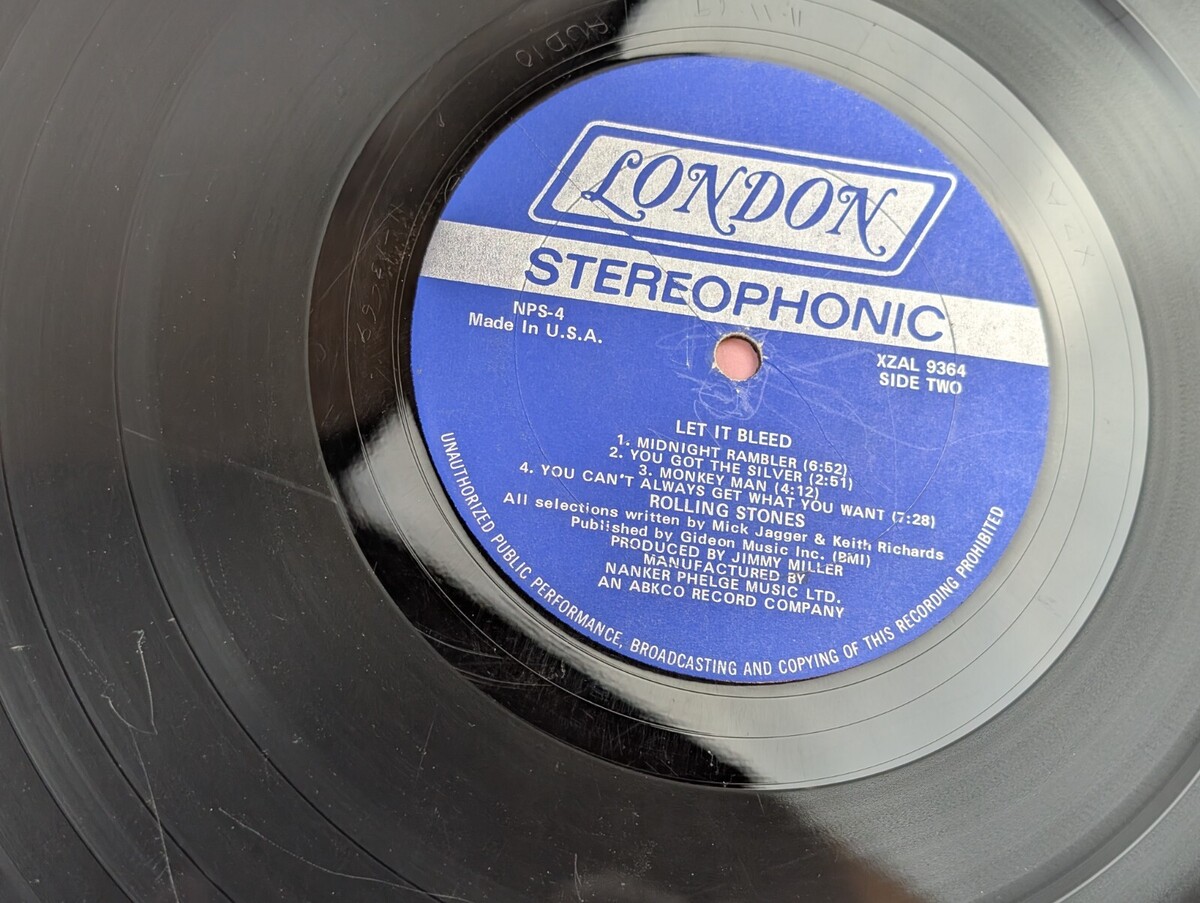 LONDON
STEREOPHONIC
NPS-4
Made In U.S.A.
XZAL 9364
SIDE TWO
LET IT BLEED
1. MIDNIGHT RAMBLER (6:52)
2. YOU GOT THE SILVER (2:51)
3. MONKEY MAN (4:12)
4. YOU CAN'T ALWAYS GET WHAT YOU WANT (7:28)
ROLLING STONES
All selections written by Mick Jagger & Keith Richards
Published by Gideon Music Inc. (BMI)
PRODUCED BY JIMMY MILLER
MANUFACTURED BY
NANKER PHELGE MUSIC LTD.
AN ABKCO RECORD COMPANY
UNAUTHORIZED PUBLIC PERFORMANCE, BROADCASTING AND COPYING OF THIS RECORDING PROHIBITED
AUDIO